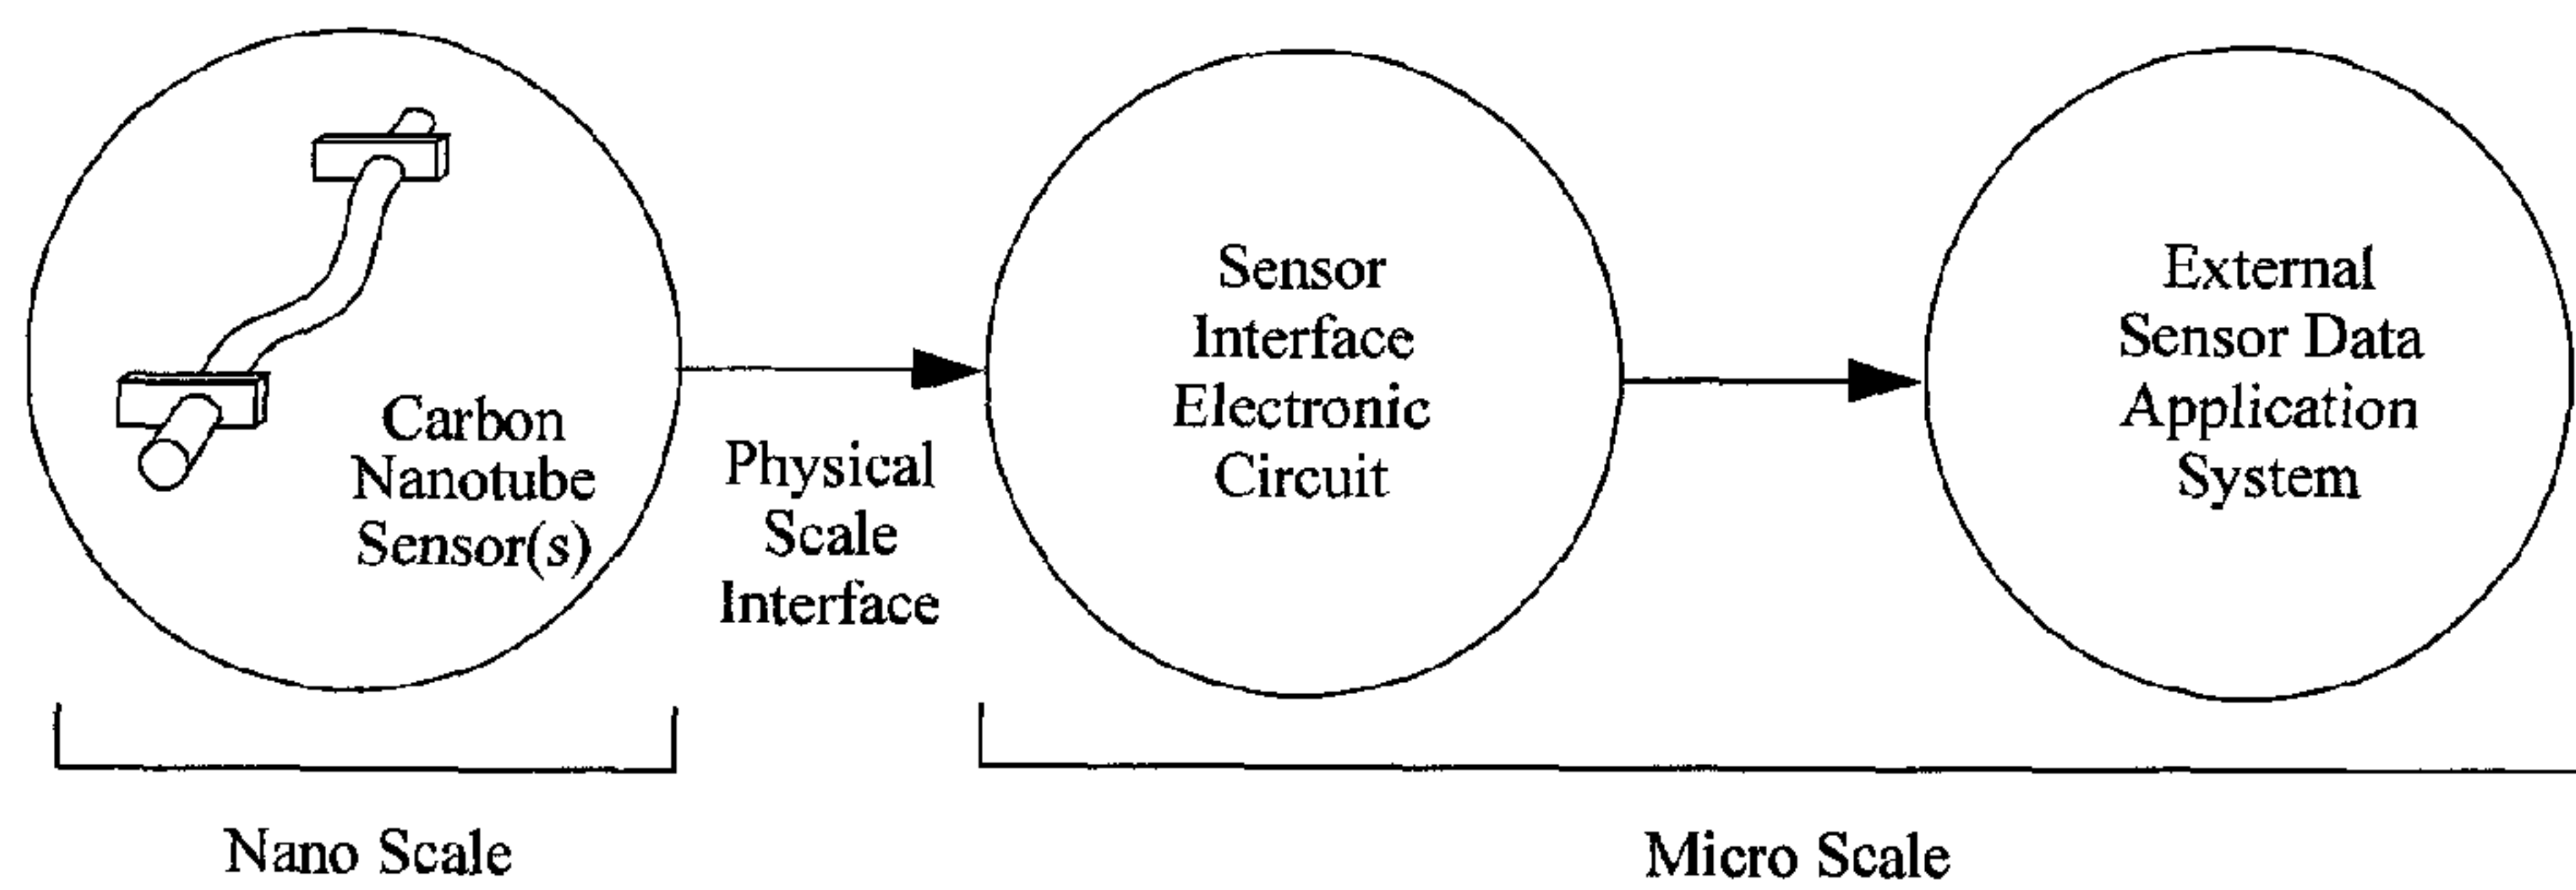 Carbon
Nanotube
Sensor(s)
Physical
Scale
Interface
Sensor
Interface
Electronic
Circuit
External
Sensor Data
Application
System
Nano Scale
Micro Scale